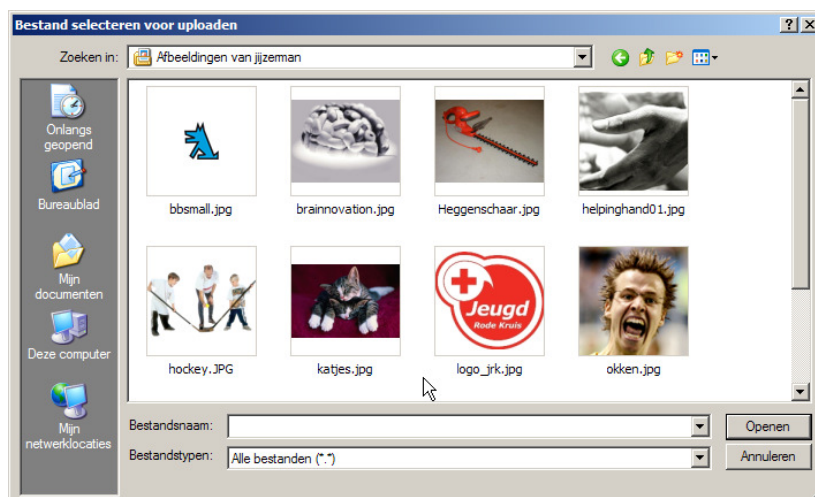 Bestand selecteren voor uploaden
Zoeken in:
Afbeeldingen van jijzerman
Onlangs
geopend
Bureaublad
Mijn
documenten
Deze computer
Mijn
netwerklocaties
bbsmall.jpg
brainnovation.jpg
Heggenschaar.jpg
helpinghand01.jpg
Jeugd
Rode Kruis
hockey.JPG
katjes.jpg
logo_jrk.jpg
okken.jpg
Bestandsnaam:
Openen
Bestandstypen:
Alle bestanden (*.*)
Annuleren